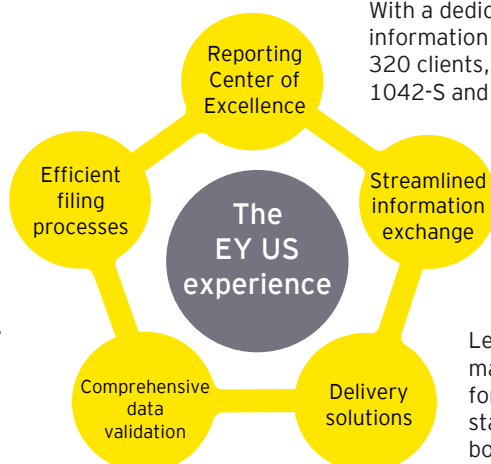 With a dedic
information
320 clients,
1042-S and
Reporting
Center of
Excellence
Efficient
filing
processes
Streamlined
information
exchange
The
EY US
experience
Comprehensive
data
validation
Delivery
solutions
Le
ma
for
sta
bo